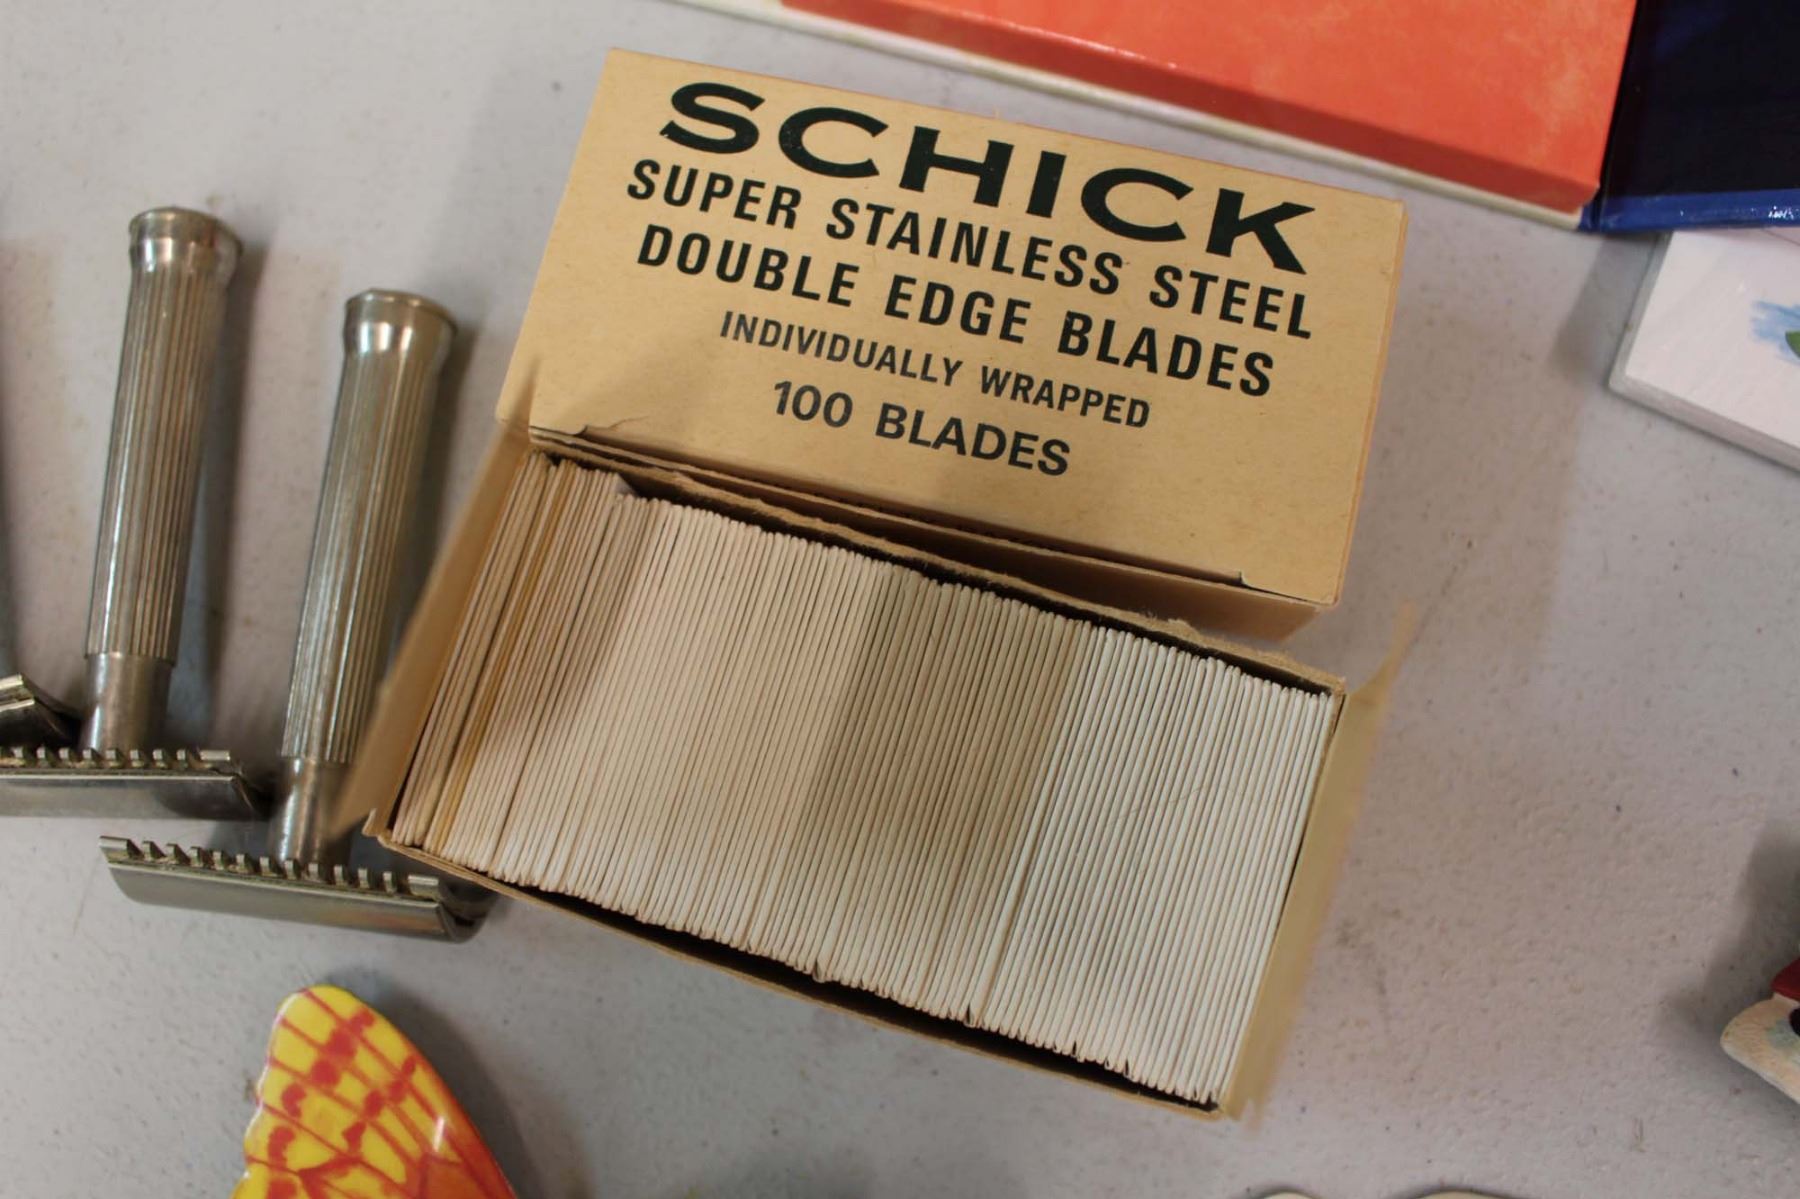 SCHICK
SUPER STAINLESS STEEL
DOUBLE EDGE BLADES
INDIVIDUALLY WRAPPED
100 BLADES